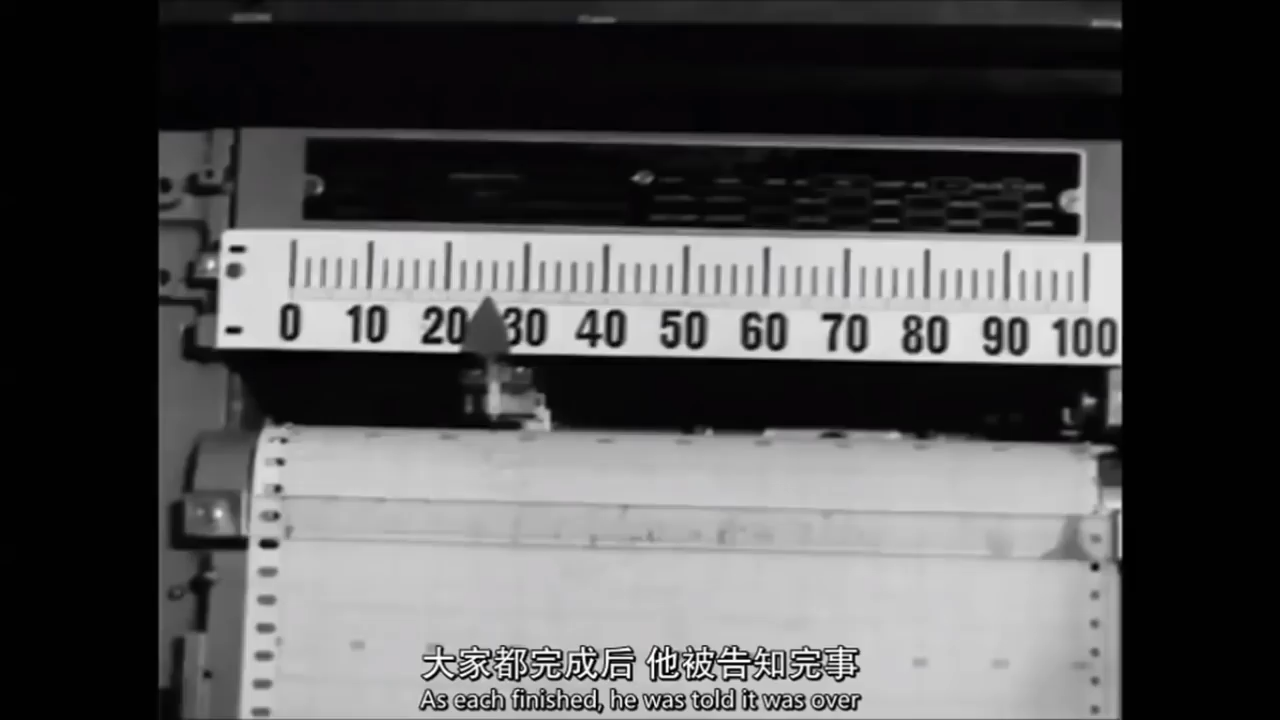 0 10 20 30 40 50 60 70 80 90 100
大家都完成后 他被告知完事
As each finished, he was told it was over